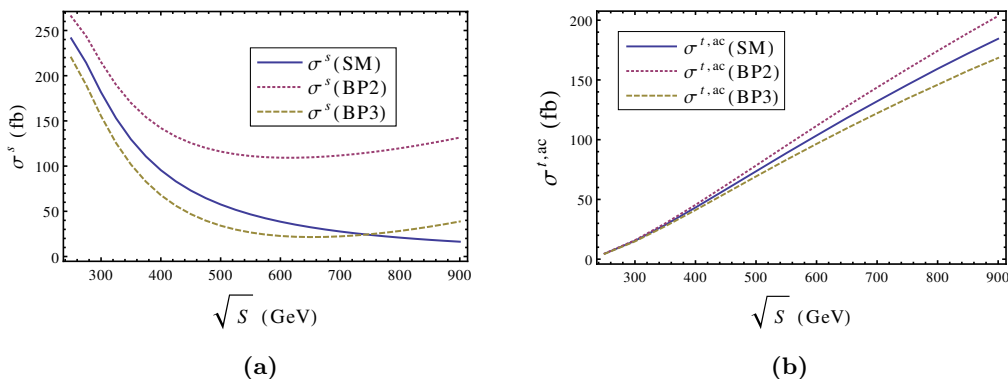 250
200
150
100
50
0
σ^s (fb)
σ^s(SM)
σ^s(BP2)
σ^s(BP3)
300 400 500 600 700 800 900
√S (GeV)
(a)
200
150
100
50
0
σ^{t,ac} (fb)
σ^{t,ac}(SM)
σ^{t,ac}(BP2)
σ^{t,ac}(BP3)
300 400 500 600 700 800 900
√S (GeV)
(b)